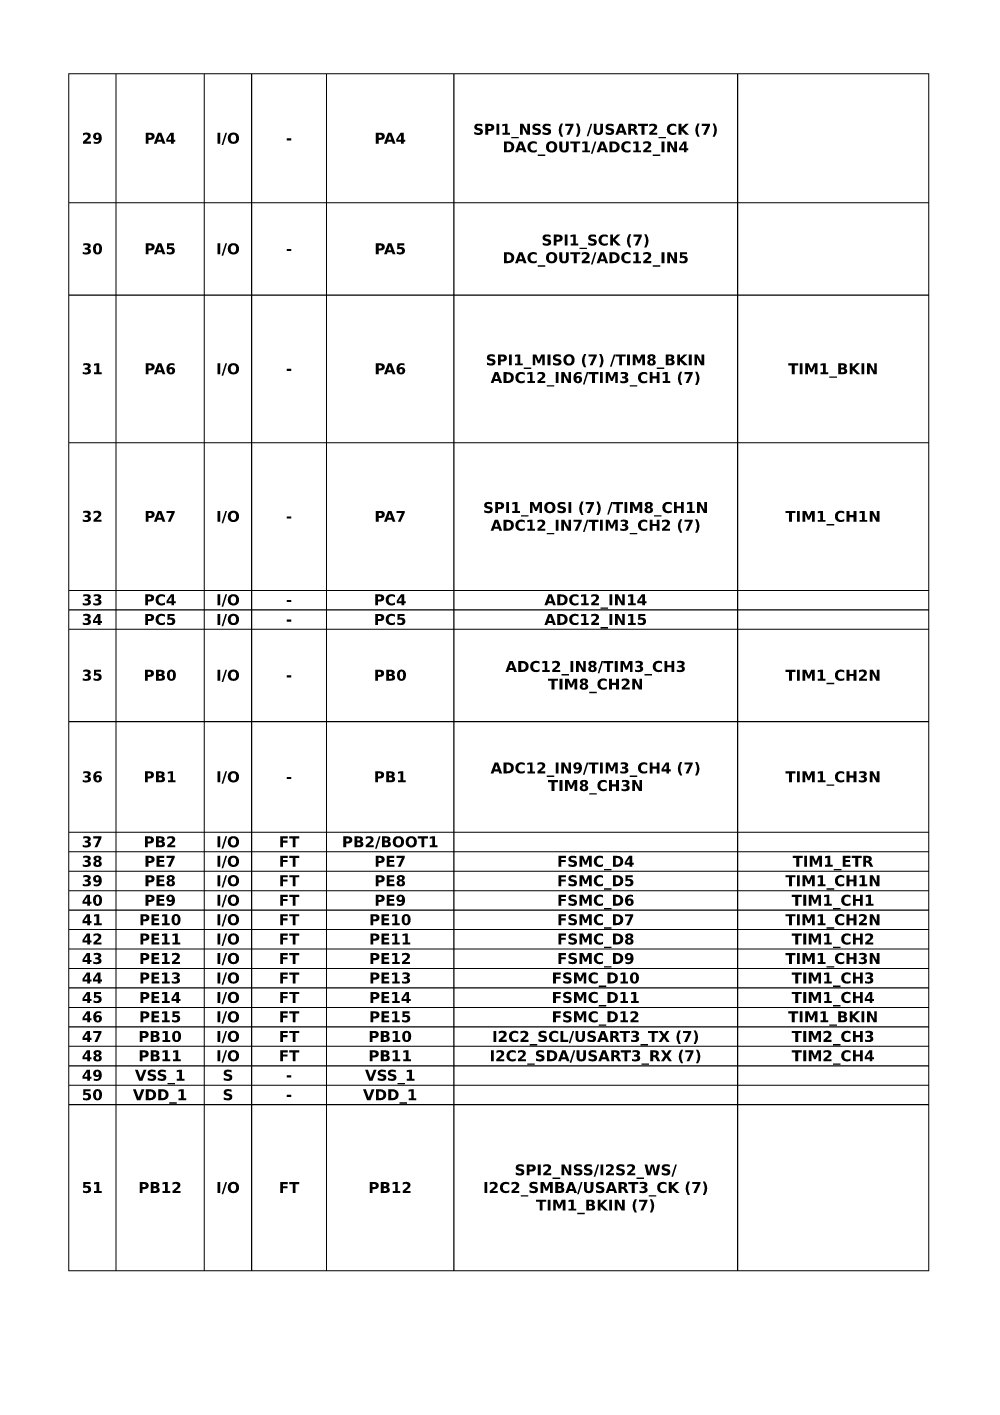 29 PA4 I/O - PA4 SPI1_NSS (7) /USART2_CK (7)
DAC_OUT1/ADC12_IN4
30 PA5 I/O - PA5 SPI1_SCK (7)
DAC_OUT2/ADC12_IN5
31 PA6 I/O - PA6 SPI1_MISO (7) /TIM8_BKIN
ADC12_IN6/TIM3_CH1 (7) TIM1_BKIN
32 PA7 I/O - PA7 SPI1_MOSI (7) /TIM8_CH1N
ADC12_IN7/TIM3_CH2 (7) TIM1_CH1N
33 PC4 I/O - PC4 ADC12_IN14
34 PC5 I/O - PC5 ADC12_IN15
35 PB0 I/O - PB0 ADC12_IN8/TIM3_CH3
TIM8_CH2N TIM1_CH2N
36 PB1 I/O - PB1 ADC12_IN9/TIM3_CH4 (7)
TIM8_CH3N TIM1_CH3N
37 PB2 I/O FT PB2/BOOT1
38 PE7 I/O FT PE7 FSMC_D4 TIM1_ETR
39 PE8 I/O FT PE8 FSMC_D5 TIM1_CH1N
40 PE9 I/O FT PE9 FSMC_D6 TIM1_CH1
41 PE10 I/O FT PE10 FSMC_D7 TIM1_CH2N
42 PE11 I/O FT PE11 FSMC_D8 TIM1_CH2
43 PE12 I/O FT PE12 FSMC_D9 TIM1_CH3N
44 PE13 I/O FT PE13 FSMC_D10 TIM1_CH3
45 PE14 I/O FT PE14 FSMC_D11 TIM1_CH4
46 PE15 I/O FT PE15 FSMC_D12 TIM1_BKIN
47 PB10 I/O FT PB10 I2C2_SCL/USART3_TX (7) TIM2_CH3
48 PB11 I/O FT PB11 I2C2_SDA/USART3_RX (7) TIM2_CH4
49 VSS_1 S - VSS_1
50 VDD_1 S - VDD_1
51 PB12 I/O FT PB12 SPI2_NSS/I2S2_WS/
I2C2_SMBA/USART3_CK (7)
TIM1_BKIN (7)